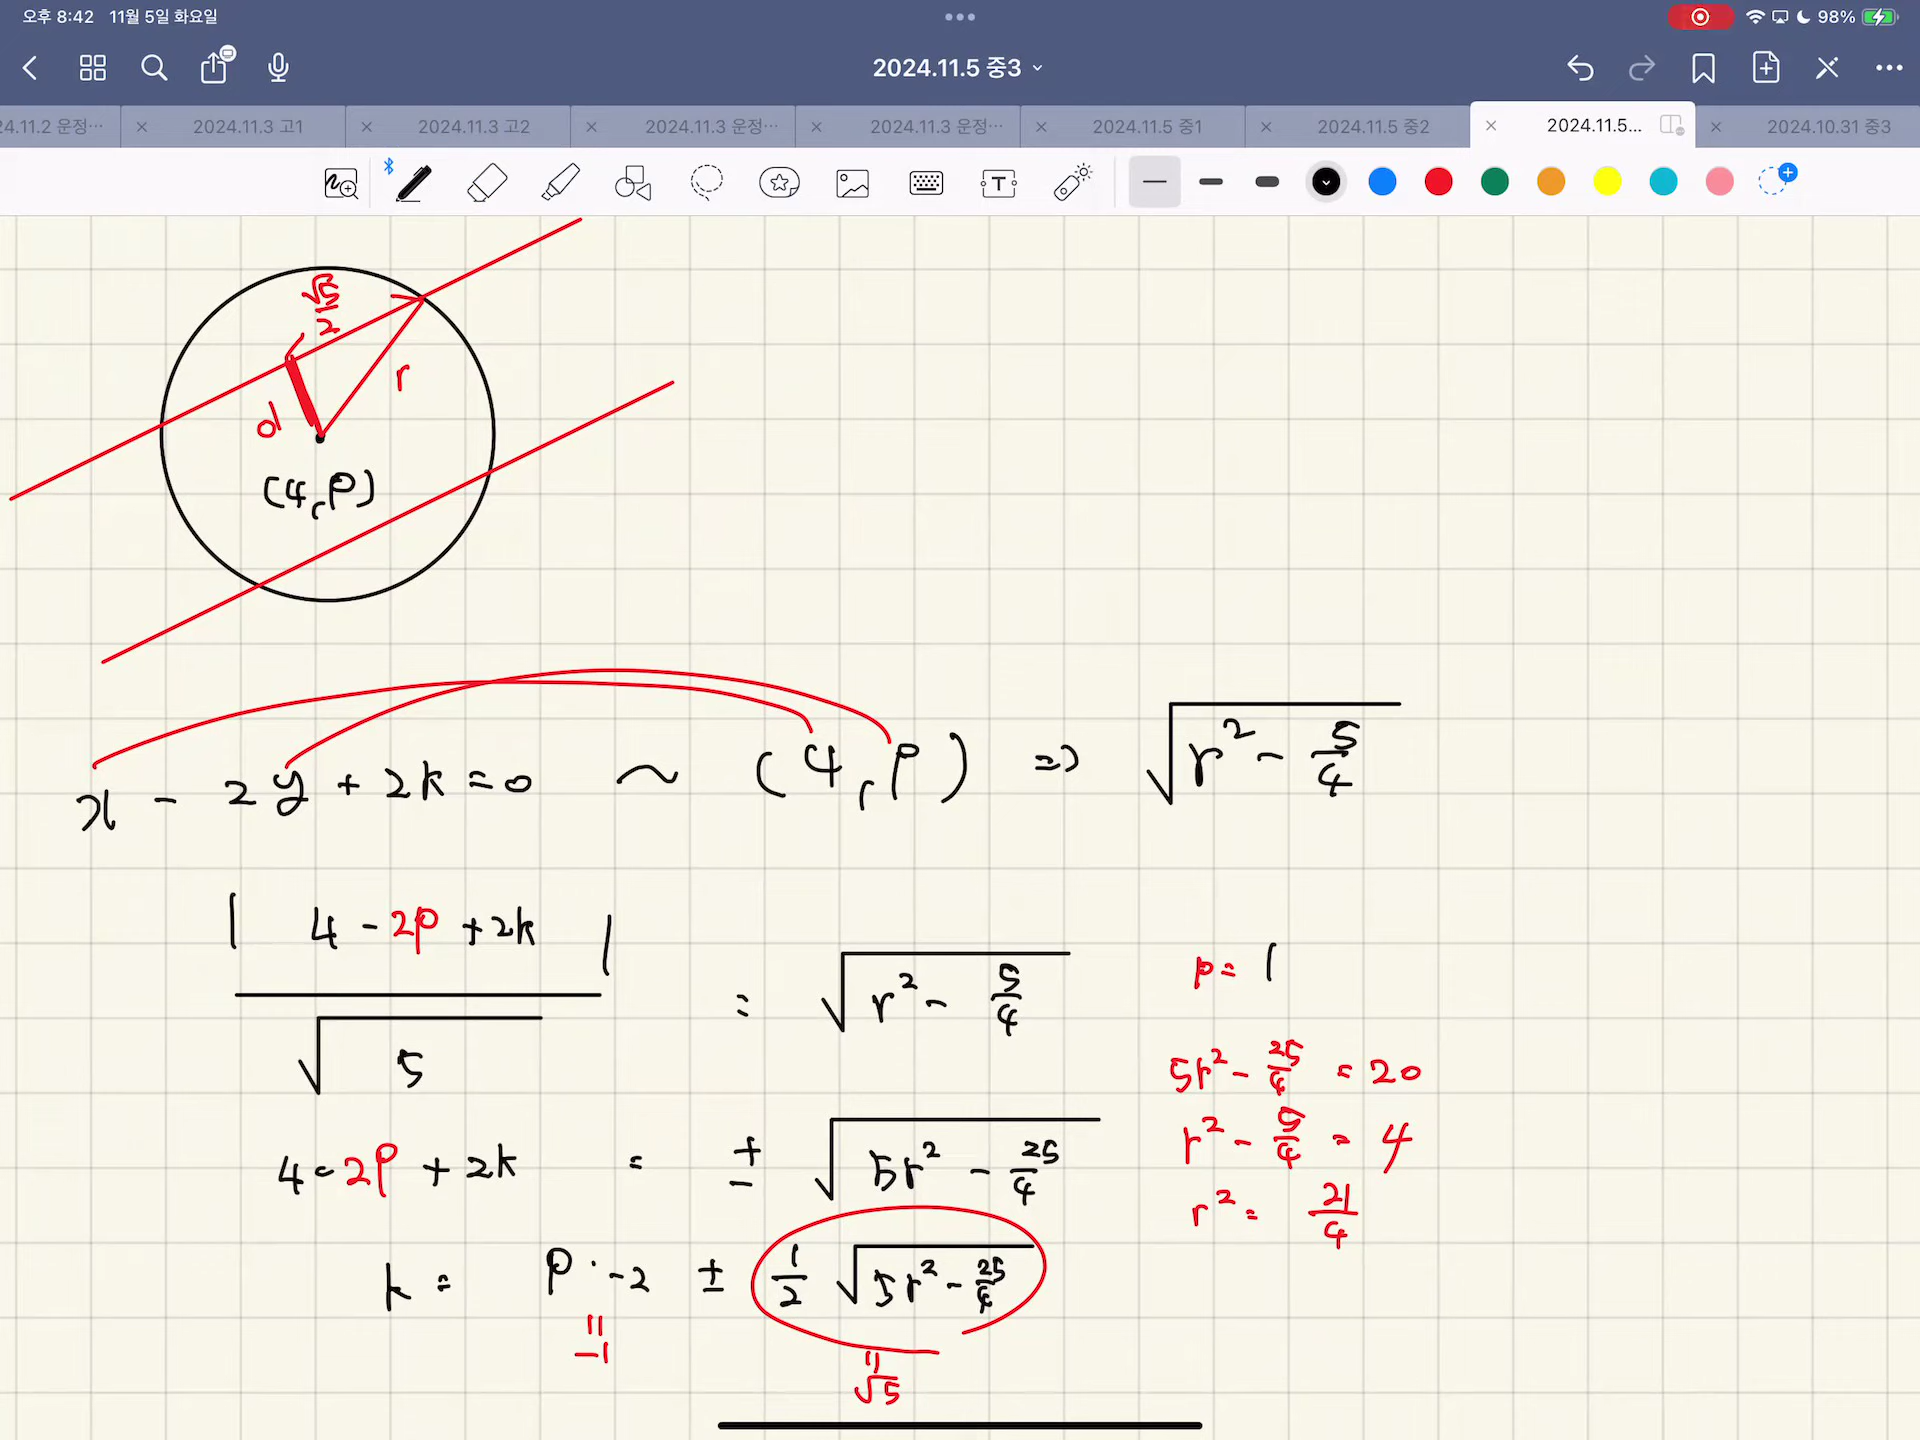 오후 8:42 11월 5일 화요일
98%
2024.11.5 중3
24.11.2 운정…
2024.11.3 고1
2024.11.3 고2
2024.11.3 운정…
2024.11.3 운정…
2024.11.5 중1
2024.11.5 중2
2024.11.5...
2024.10.31 중3
√5/2
r
d
(4, p)
x - 2y + 2k = 0 ~ (4, p) => √(r² - 5/4)
|4 - 2p + 2k| / √5 = √(r² - 5/4)
p = 1
5r² - 25/4 = 20
4 - 2p + 2k = ± √(5r² - 25/4)
r² - 5/4 = 4
r² = 21/4
k = p - 2 ± 1/2 √(5r² - 25/4)
= -1
= √5